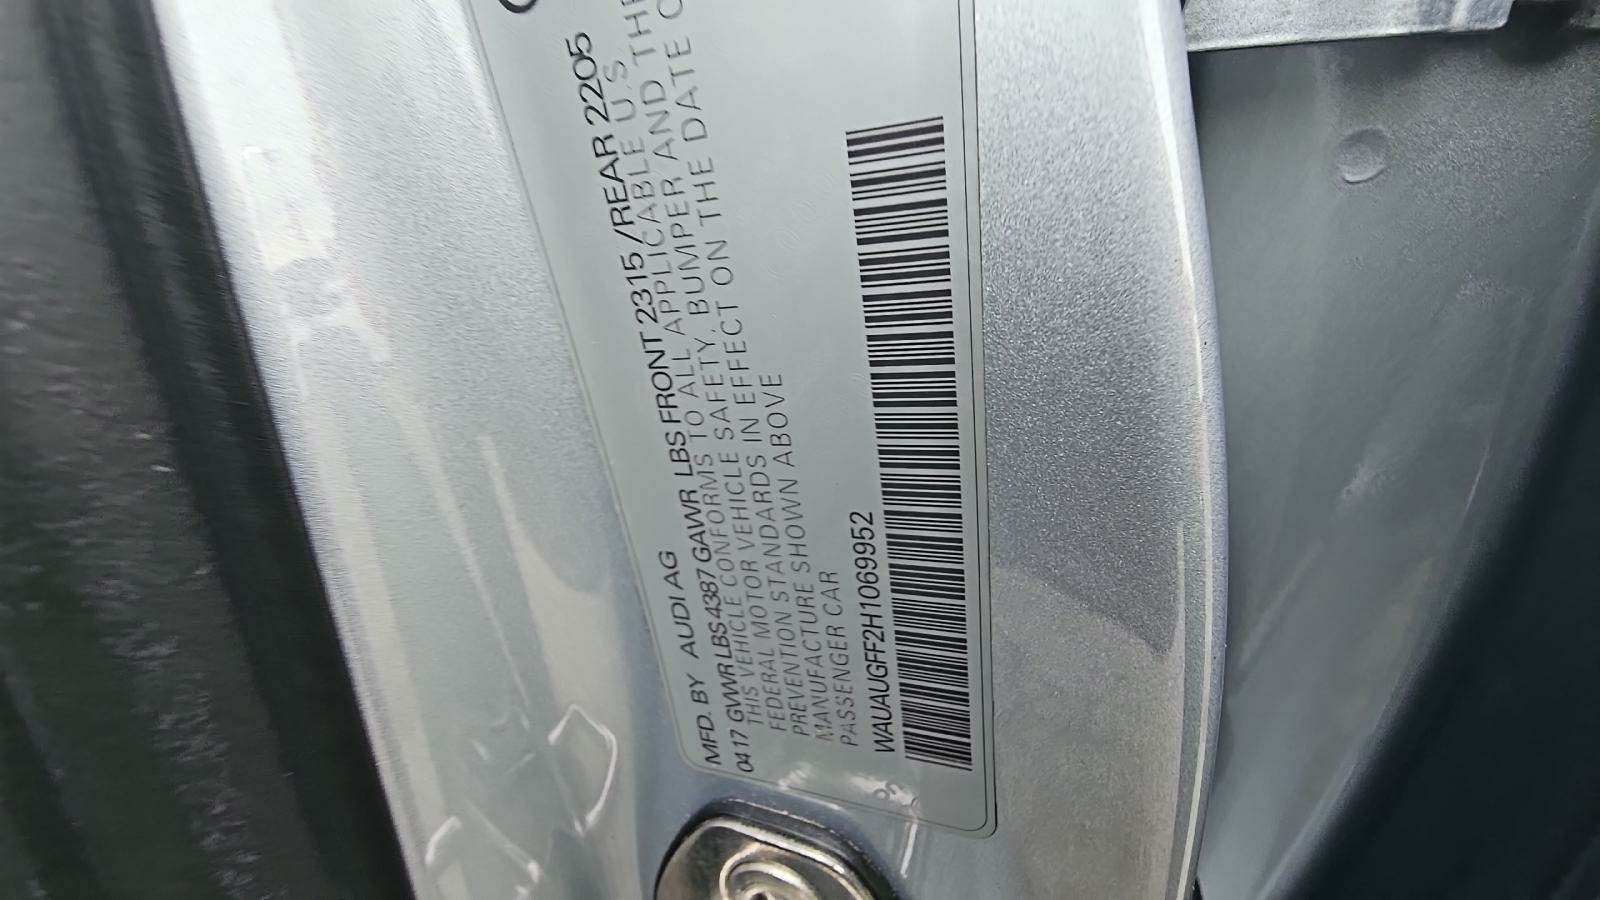 MFD. BY AUDI AG
0417 GVWR LBS 4387 GAWR LBS FRONT 2315 /REAR 2205
THIS VEHICLE CONFORMS TO ALL APPLICABLE U.S
FEDERAL MOTOR VEHICLE SAFETY, BUMPER AND THE
PREVENTION STANDARDS IN EFFECT ON THE DATE O
MANUFACTURE SHOWN ABOVE
PASSENGER CAR
WAUAUGFF2H1069952